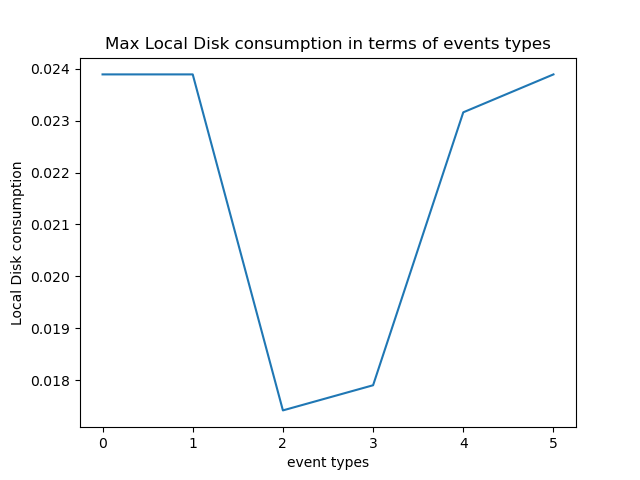 Max Local Disk consumption in terms of events types
Local Disk consumption
0.024
0.023
0.022
0.021
0.020
0.019
0.018
0 1 2 3 4 5
event types